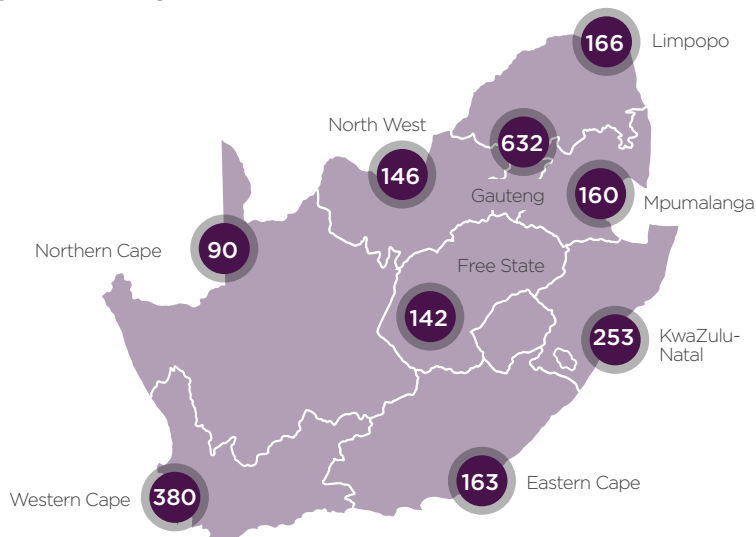 166
Limpopo
North West
632
146
Gauteng
160
Mpumalanga
Northern Cape
90
Free State
142
253
KwaZulu-
Natal
380
Western Cape
163
Eastern Cape